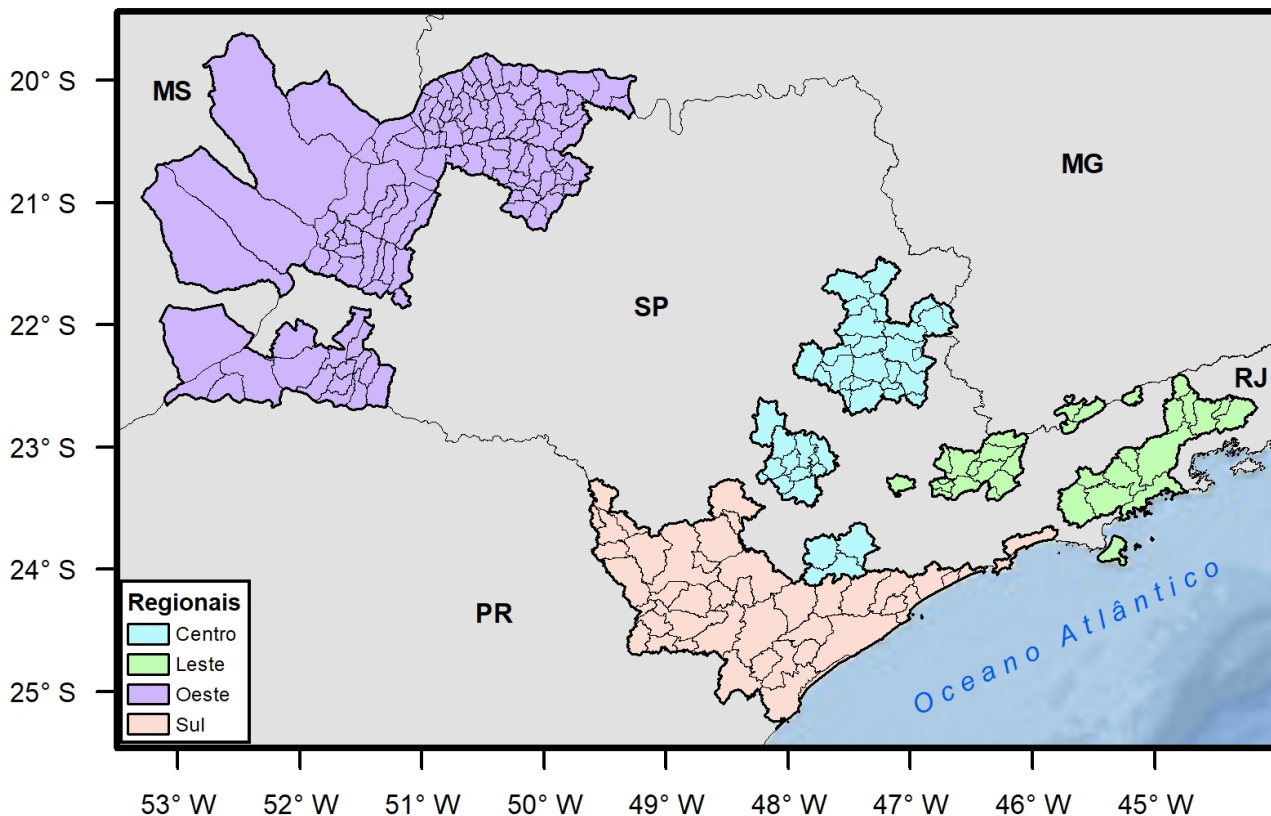 20° S
21° S
22° S
23° S
24° S
25° S
MS
MG
SP
RJ
PR
Oceano Atlântico
Regionais
Centro
Leste
Oeste
Sul
53° W
52° W
51° W
50° W
49° W
48° W
47° W
46° W
45° W